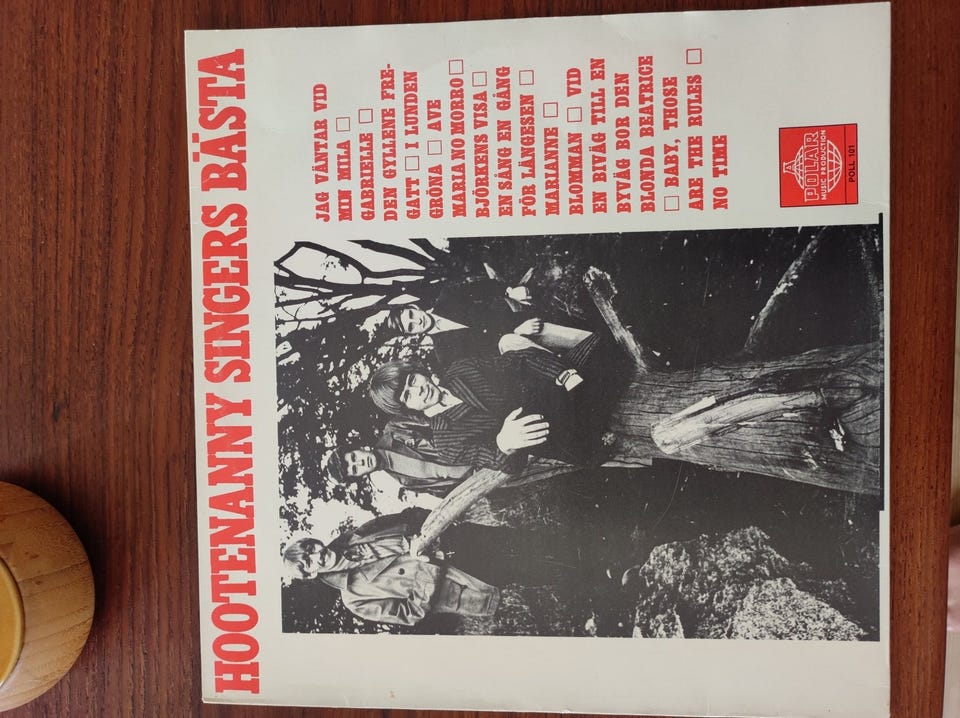 HOOTENANNY SINGERS BÄSTA
JAG VÄNTAR VID
MIN MILA □
GABRIELLE □
DEN GYLLENE FRE-
GATT □ I LUNDEN
GRÖNA □ AVE
MARIA NO MORRO □
BJÖRKENS VISA □
EN SÅNG EN GÅNG
FÖR LÄNGESEN □
MARIANNE □
BLOMMAN □ VID
EN BIVÄG TILL EN
BYVÄG BOR DEN
BLONDA BEATRICE
□ BABY, THOSE
ARE THE RULES □
NO TIME
A
POLAR
MUSIC PRODUCTION
POLL 101